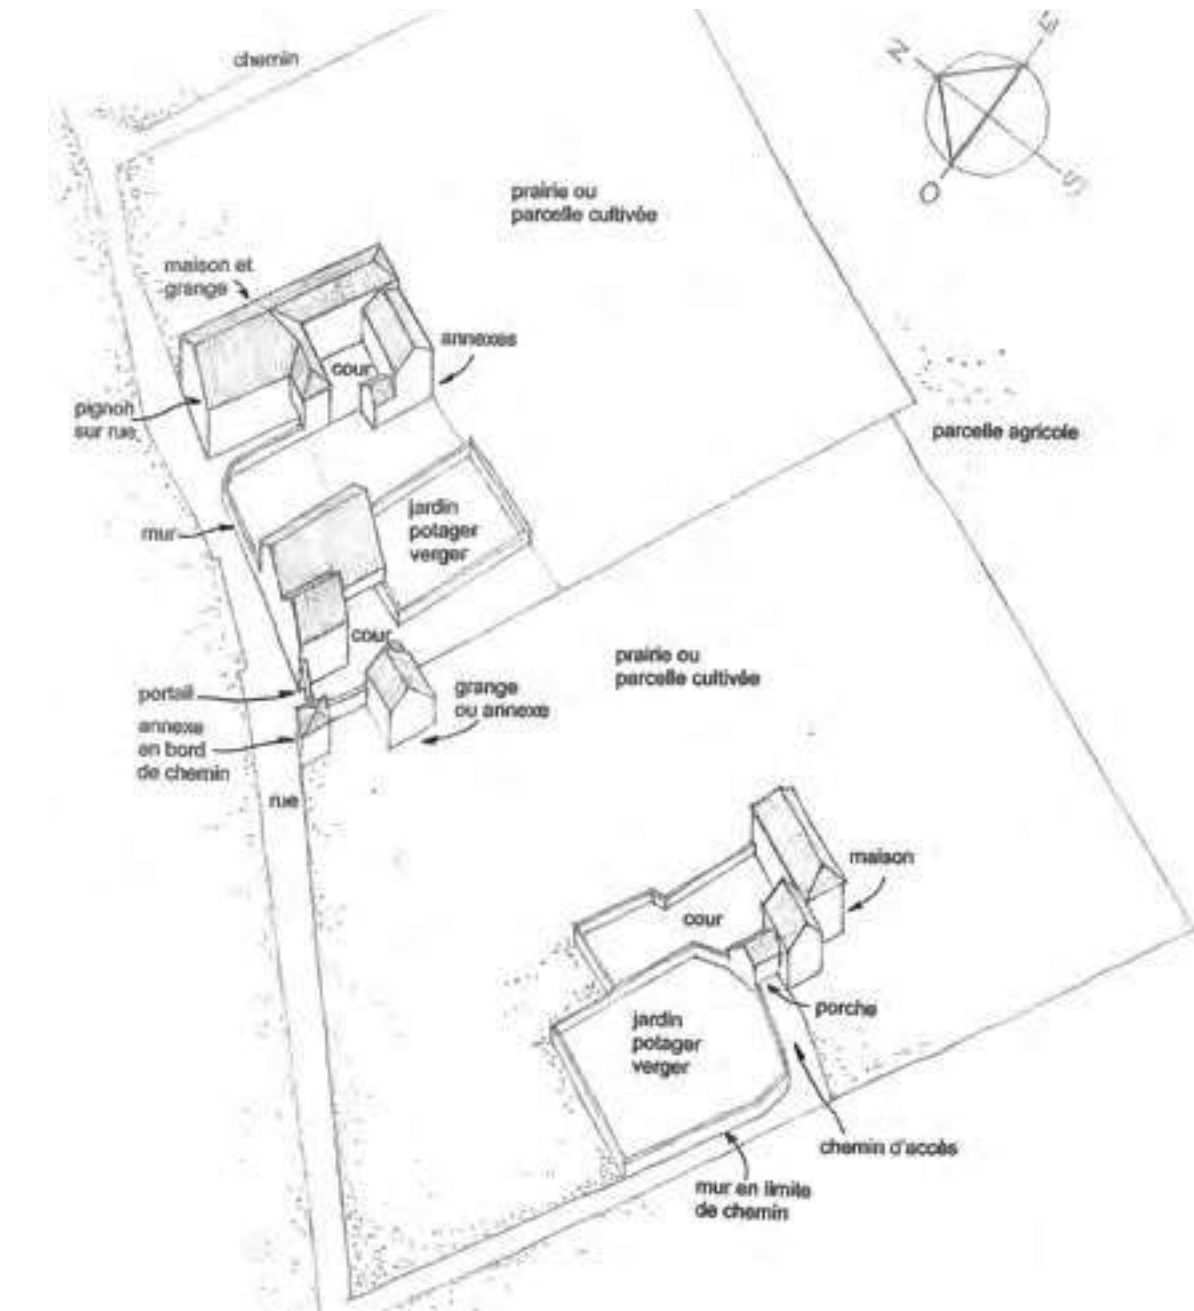 chemin
N
E
S
O
prairie ou
parcelle cultivée
maison et
grange
annexes
cour
pignon
sur rue
parcelle agricole
mur
jardin
potager
verger
cour
prairie ou
parcelle cultivée
portail
grange
ou annexe
annexe
en bord
de chemin
rue
maison
cour
porche
jardin
potager
verger
chemin d'accès
mur en limite
de chemin